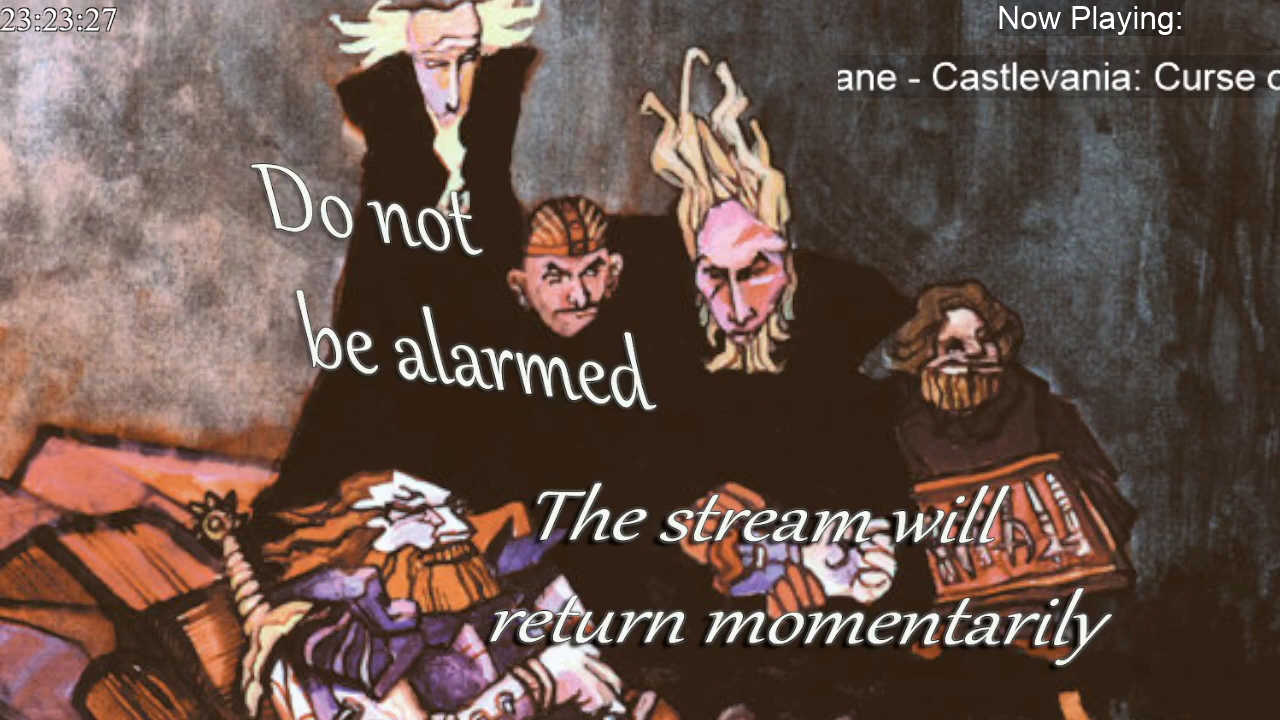 23:23:27
Now Playing:
ane - Castlevania: Curse o
Do not
be alarmed
The stream will
return momentarily